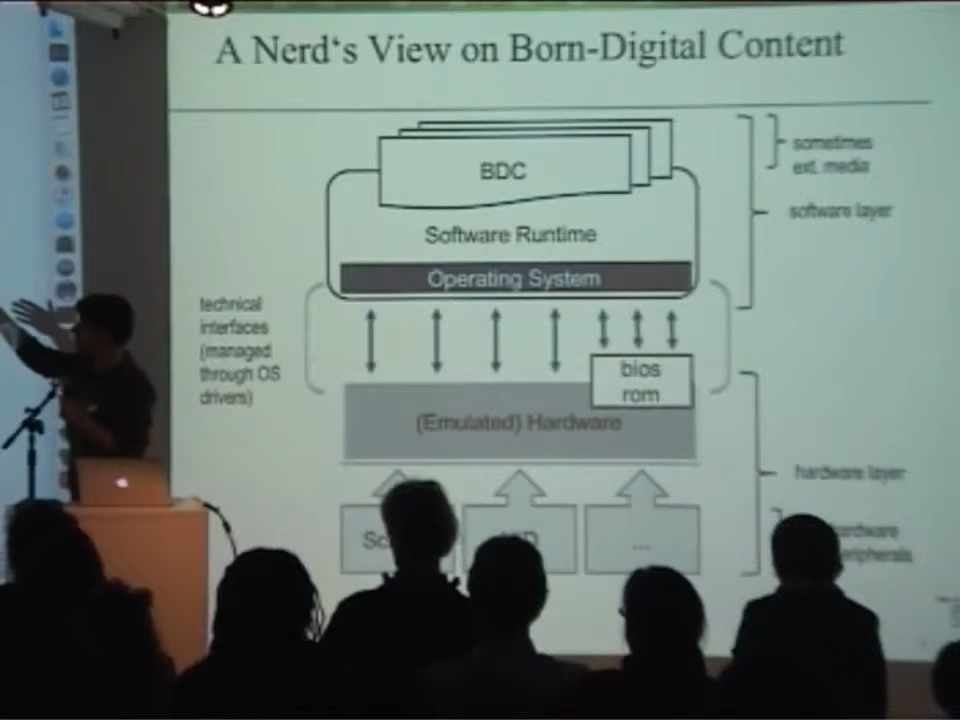 A Nerd's View on Born-Digital Content
BDC
sometimes
ext. media
software layer
Software Runtime
Operating System
technical
interfaces
(managed
through OS
drivers)
bios
rom
(Emulated) Hardware
hardware layer
...